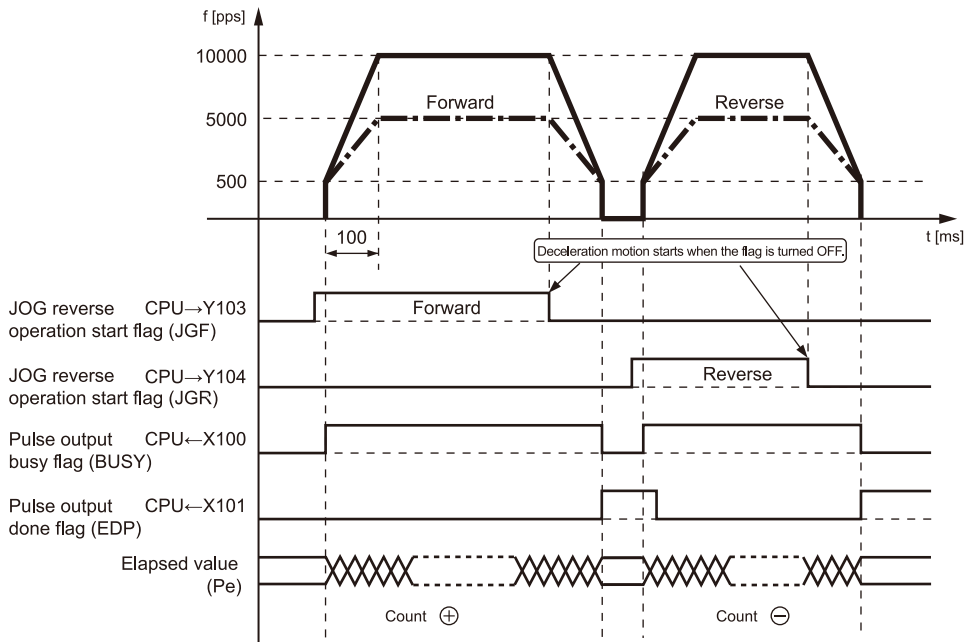 f [pps]
10000
5000
500
Forward
Reverse
t [ms]
100
Deceleration motion starts when the flag is turned OFF.
JOG reverse CPU→Y103
operation start flag (JGF)
Forward
JOG reverse CPU→Y104
operation start flag (JGR)
Reverse
Pulse output CPU←X100
busy flag (BUSY)
Pulse output CPU←X101
done flag (EDP)
Elapsed value
(Pe)
Count ⊕
Count ⊖